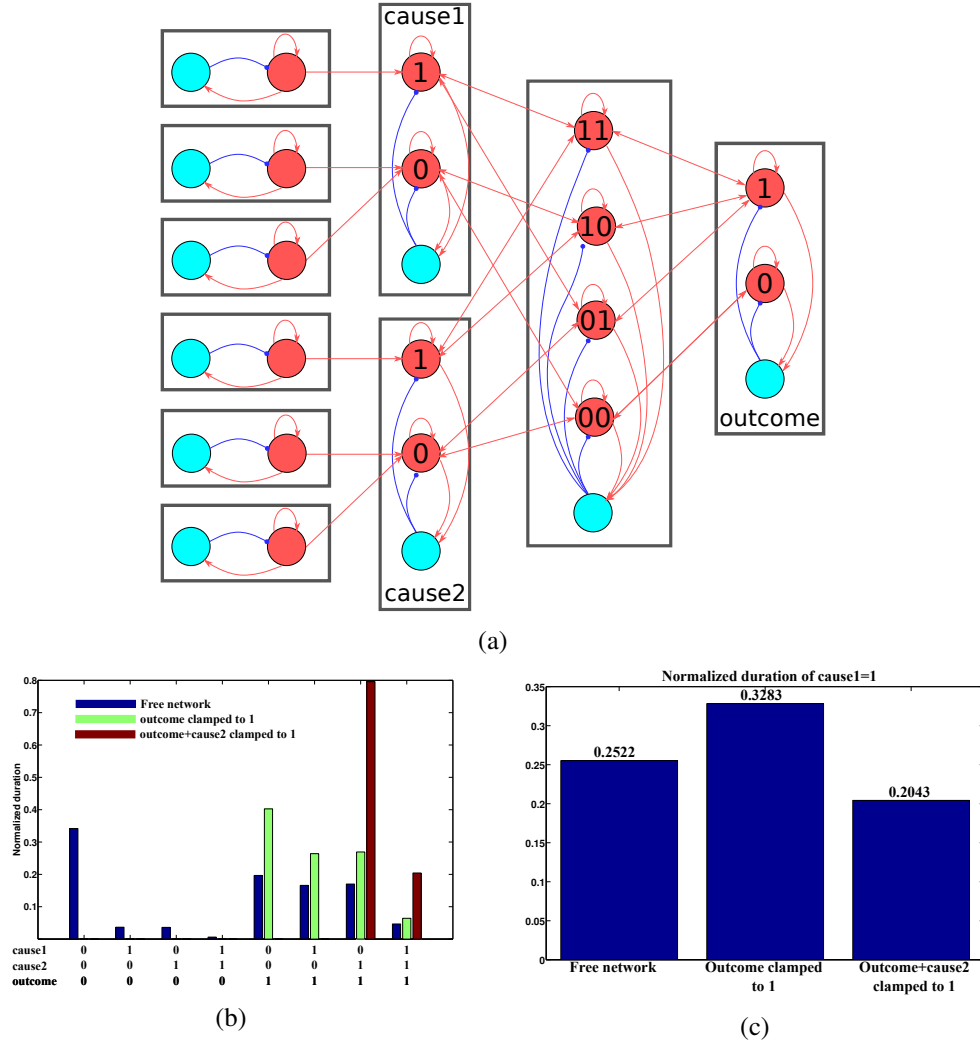 cause1
1
0
1
0
cause2
11
10
01
00
1
0
outcome
(a)
Free network
outcome clamped to 1
outcome+cause2 clamped to 1
Normalized duration
0.8
0.7
0.6
0.5
0.4
0.3
0.2
0.1
cause1 0 1 0 1 0 1 0 1
cause2 0 0 1 1 0 0 1 1
outcome 0 0 0 0 1 1 1 1
(b)
Normalized duration of cause1=1
0.35
0.3
0.25
0.2
0.15
0.1
0.05
0
0.2522
0.3283
0.2043
Free network
Outcome clamped
to 1
Outcome+cause2
clamped to 1
(c)